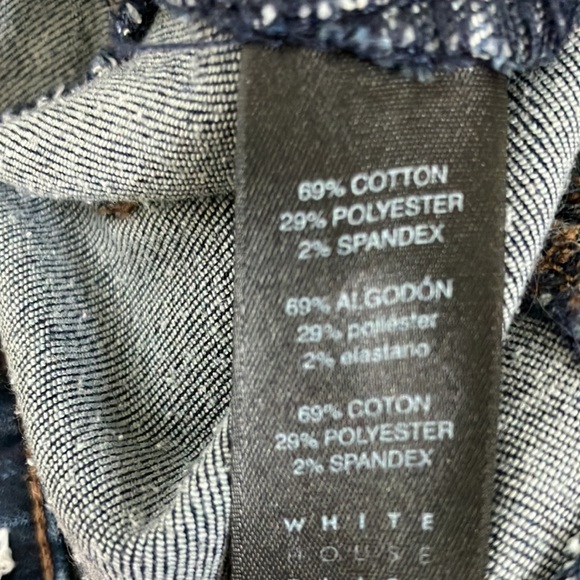 69% COTTON
29% POLYESTER
2% SPANDEX
69% ALGODÓN
29% poliéster
2% elastano
69% COTON
29% POLYESTER
2% SPANDEX
WHITE
HOUSE